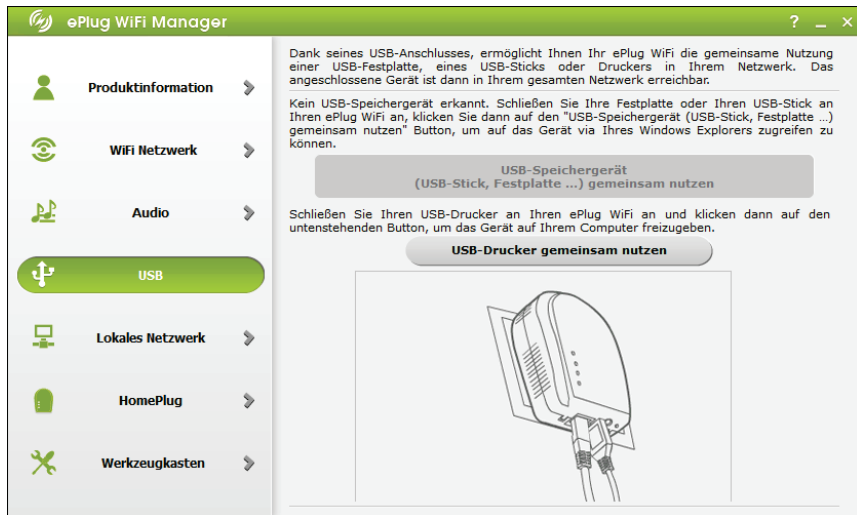 ePlug WiFi Manager
? _ ×
Produktinformation
WiFi Netzwerk
Audio
USB
Lokales Netzwerk
HomePlug
Werkzeugkasten
Dank seines USB-Anschlusses, ermöglicht Ihnen Ihr ePlug WiFi die gemeinsame Nutzung
einer USB-Festplatte, eines USB-Sticks oder Druckers in Ihrem Netzwerk. Das
angeschlossene Gerät ist dann in Ihrem gesamten Netzwerk erreichbar.
Kein USB-Speichergerät erkannt. Schließen Sie Ihre Festplatte oder Ihren USB-Stick an
Ihren ePlug WiFi an, klicken Sie dann auf den "USB-Speichergerät (USB-Stick, Festplatte ...)
gemeinsam nutzen" Button, um auf das Gerät via Ihres Windows Explorers zugreifen zu
können.
USB-Speichergerät
(USB-Stick, Festplatte ...) gemeinsam nutzen
Schließen Sie Ihren USB-Drucker an Ihren ePlug WiFi an und klicken dann auf den
untenstehenden Button, um das Gerät auf Ihrem Computer freizugeben.
USB-Drucker gemeinsam nutzen